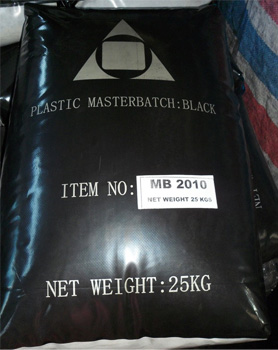 PLASTIC MASTERBATCH:BLACK
ITEM NO: MB 2010
NET WEIGHT 25 KGS
NET WEIGHT:25KG